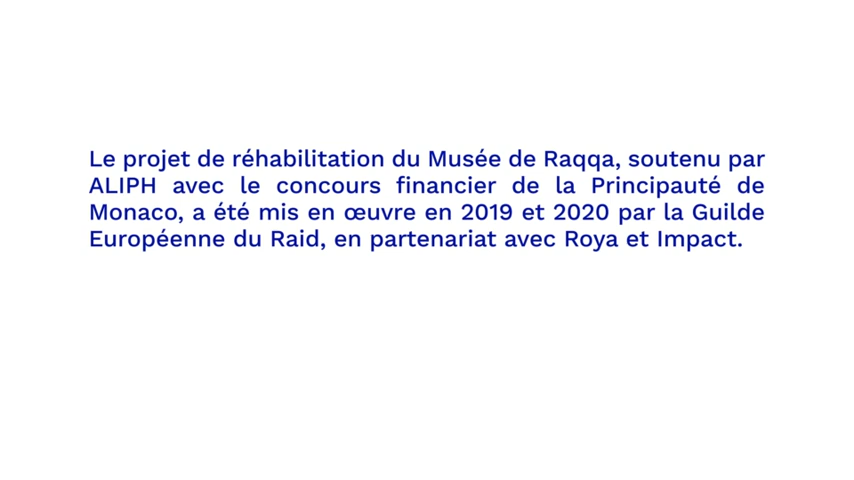 Le projet de réhabilitation du Musée de Raqqa, soutenu par
ALIPH avec le concours financier de la Principauté de
Monaco, a été mis en œuvre en 2019 et 2020 par la Guilde
Européenne du Raid, en partenariat avec Roya et Impact.